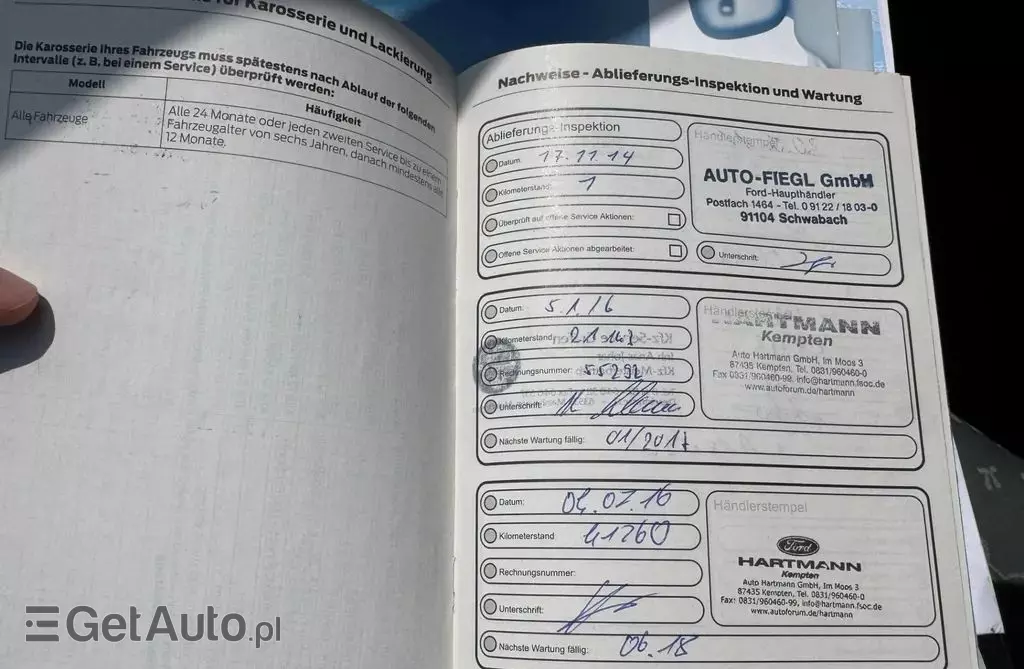 für Karosserie und Lackierung
Die Karosserie Ihres Fahrzeugs muss spätestens nach Ablauf der folgenden
Intervalle (z. B. bei einem Service) überprüft werden:
Modell
Häufigkeit
Alle Fahrzeuge
Alle 24 Monate oder jeden zweiten Service bis zu einem
Fahrzeugalter von sechs Jahren, danach mindestens alle
12 Monate.
Nachweise - Ablieferungs-Inspektion und Wartung
Ablieferungs-Inspektion
Datum: 17.11.14
Kilometerstand: 1
Überprüft auf offene Service Aktionen:
Offene Service Aktionen abgearbeitet:
Händlerstempel
AUTO-FIEGL GmbH
Ford-Haupthändler
Postfach 1464 - Tel. 0 91 22 / 18 03-0
91104 Schwabach
Unterschrift:
Datum: 5.1.16
Kilometerstand:
Rechnungsnummer:
Unterschrift:
Nächste Wartung fällig: 01/2017
Händlerstempel
HARTMANN
Kempten
Auto Hartmann GmbH, Im Moos 3
87435 Kempten, Tel. 0831/960460-0
Fax 0831/960460-99, info@hartmann.fsoc.de
www.autoforum.de/hartmann
Datum:
Kilometerstand 41260
Rechnungsnummer:
Unterschrift:
Nächste Wartung fällig: 06.18
Händlerstempel
Ford
HARTMANN
Kempten
Auto Hartmann GmbH, Im Moos 3
87435 Kempten, Tel. 0831/960460-0
Fax: 0831/960460-99, info@hartmann.fsoc.de
www.autoforum.de/hartmann
GetAuto.pl